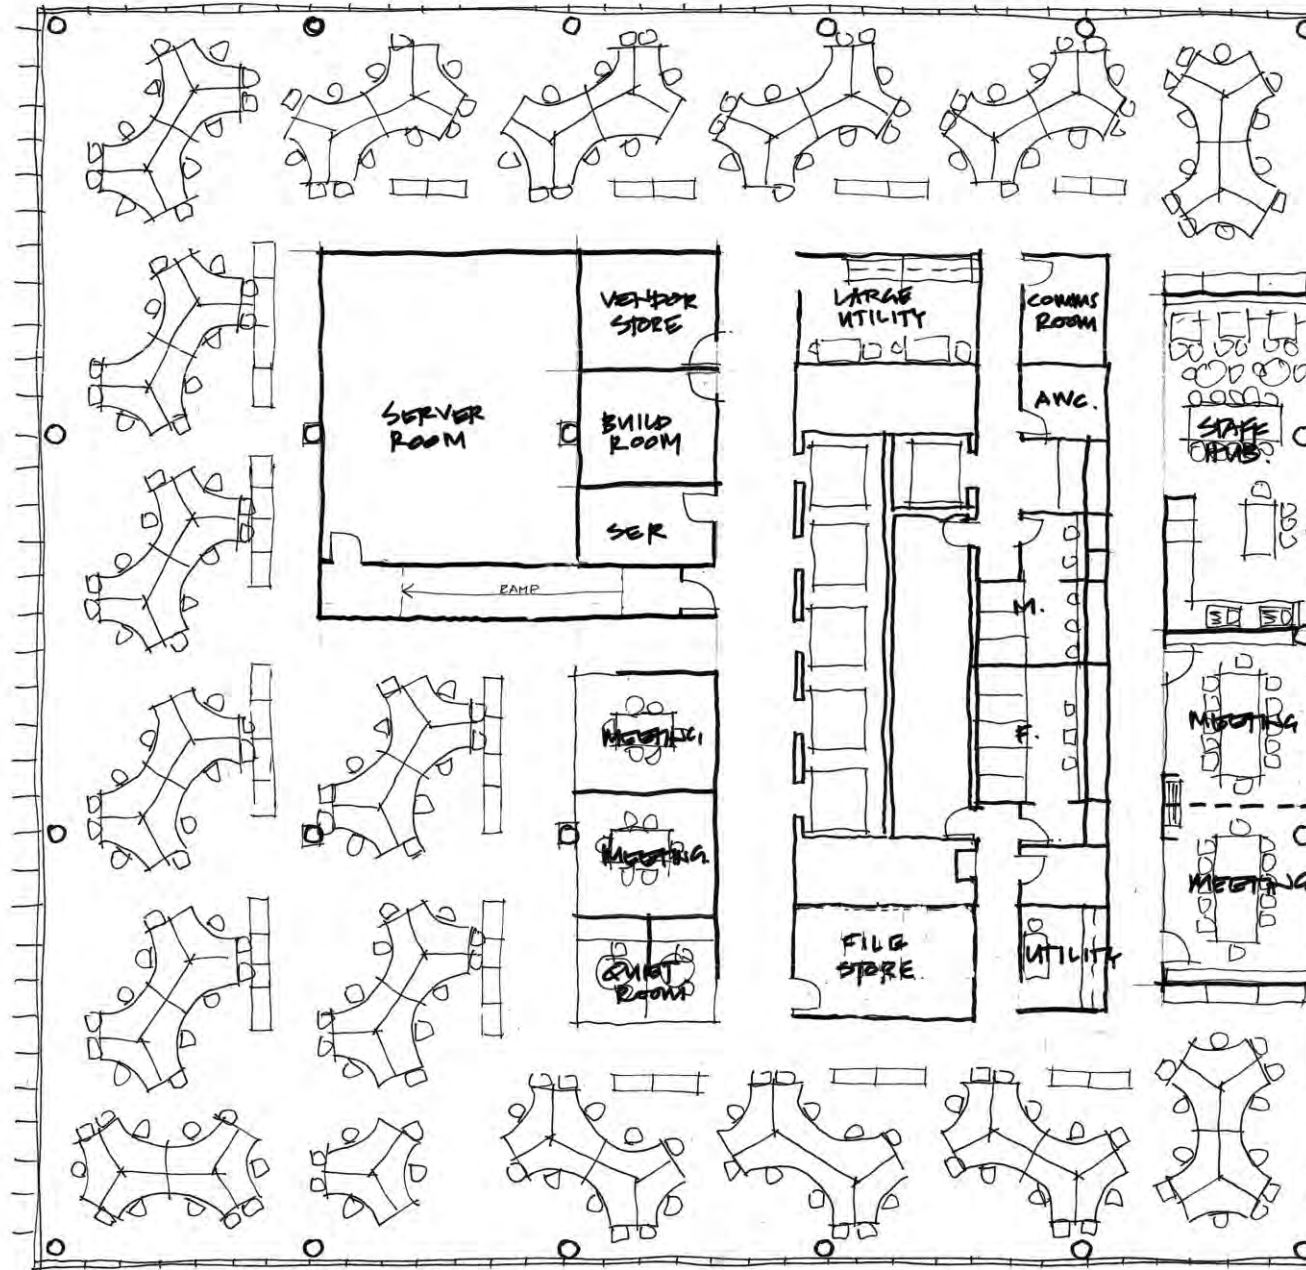 VENDOR
STORE
LARGE
UTILITY
COMMS
ROOM
SERVER
ROOM
BUILD
ROOM
AWC.
STAFF
HUB.
SER
RAMP
M.
F.
MEETING.
MEETING
MEETING.
MEETING
QUIET
ROOM
FILE
STORE.
UTILITY